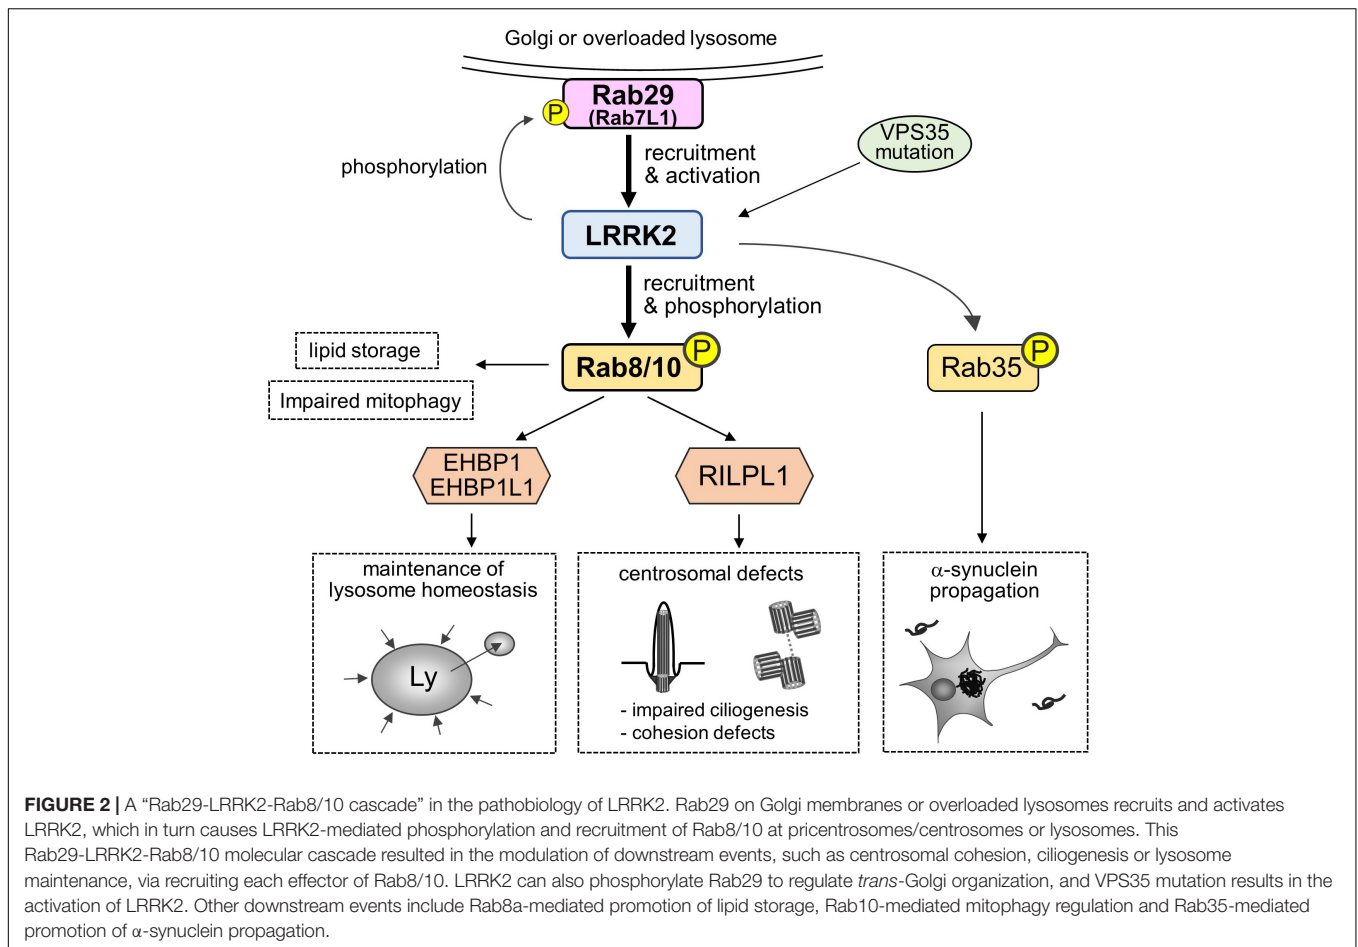 Golgi or overloaded lysosome
Rab29
(Rab7L1)
P
phosphorylation
recruitment
& activation
VPS35
mutation
LRRK2
recruitment
& phosphorylation
lipid storage
Impaired mitophagy
Rab8/10
P
Rab35
P
EHBP1
EHBP1L1
RILPL1
maintenance of
lysosome homeostasis
Ly
centrosomal defects
- impaired ciliogenesis
- cohesion defects
α-synuclein
propagation
FIGURE 2 | A “Rab29-LRRK2-Rab8/10 cascade” in the pathobiology of LRRK2. Rab29 on Golgi membranes or overloaded lysosomes recruits and activates
LRRK2, which in turn causes LRRK2-mediated phosphorylation and recruitment of Rab8/10 at pricentrosomes/centrosomes or lysosomes. This
Rab29-LRRK2-Rab8/10 molecular cascade resulted in the modulation of downstream events, such as centrosomal cohesion, ciliogenesis or lysosome
maintenance, via recruiting each effector of Rab8/10. LRRK2 can also phosphorylate Rab29 to regulate trans-Golgi organization, and VPS35 mutation results in the
activation of LRRK2. Other downstream events include Rab8a-mediated promotion of lipid storage, Rab10-mediated mitophagy regulation and Rab35-mediated
promotion of α-synuclein propagation.